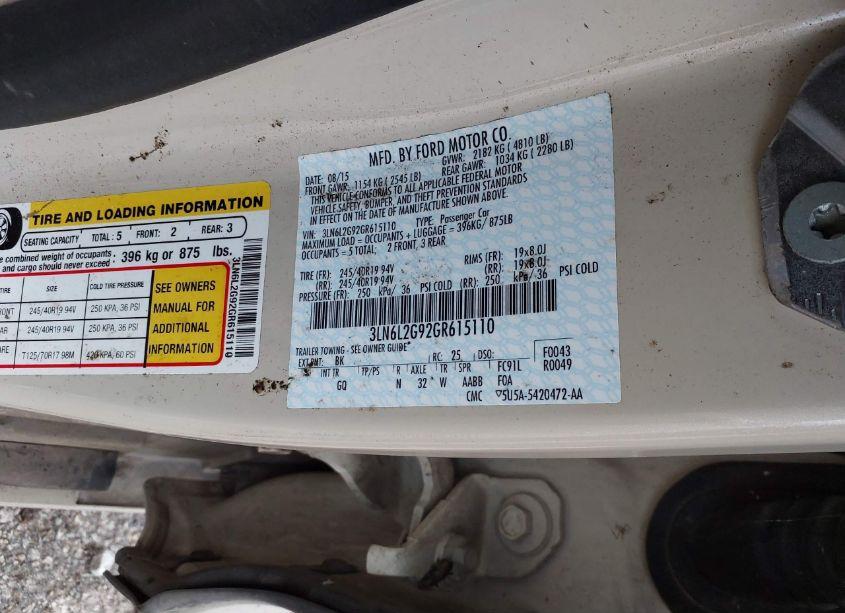 TIRE AND LOADING INFORMATION
SEATING CAPACITY TOTAL: 5 FRONT: 2 REAR: 3
combined weight of occupants : 396 kg or 875 lbs.
and cargo should never exceed :
SIZE COLD TIRE PRESSURE
245/40R19 94V 250 KPA, 36 PSI
245/40R19 94V 250 KPA, 36 PSI
T125/70R17 98M 420 KPA, 60 PSI
SEE OWNERS
MANUAL FOR
ADDITIONAL
INFORMATION
3LN6L2G92GR615110
MFD. BY FORD MOTOR CO.
DATE: 08/15 GVWR: 2182 KG ( 4810 LB)
FRONT GAWR: 1154 KG ( 2545 LB) REAR GAWR: 1034 KG ( 2280 LB)
THIS VEHICLE CONFORMS TO ALL APPLICABLE FEDERAL MOTOR
VEHICLE SAFETY, BUMPER, AND THEFT PREVENTION STANDARDS
IN EFFECT ON THE DATE OF MANUFACTURE SHOWN ABOVE.
VIN: 3LN6L2G92GR615110 TYPE: Passenger Car
MAXIMUM LOAD = OCCUPANTS + LUGGAGE = 396KG/ 875LB
OCCUPANTS = 5 TOTAL: 2 FRONT, 3 REAR
TIRE (FR): 245/40R19 94V RIMS (FR): 19x8.0J
(RR): 245/40R19 94V (RR): 19x8.0J
PRESSURE (FR): 250 kPa/ 36 PSI COLD (RR): 250 kPa/36 PSI COLD
3LN6L2G92GR615110
TRAILER TOWING - SEE OWNER GUIDE
EXT PNT: BK RC: 25 DSO: F0043
INT TR TP/PS R AXLE TR SPR FC91L R0049
GQ N 32 W AABB F0A
CMC 5U5A-5420472-AA